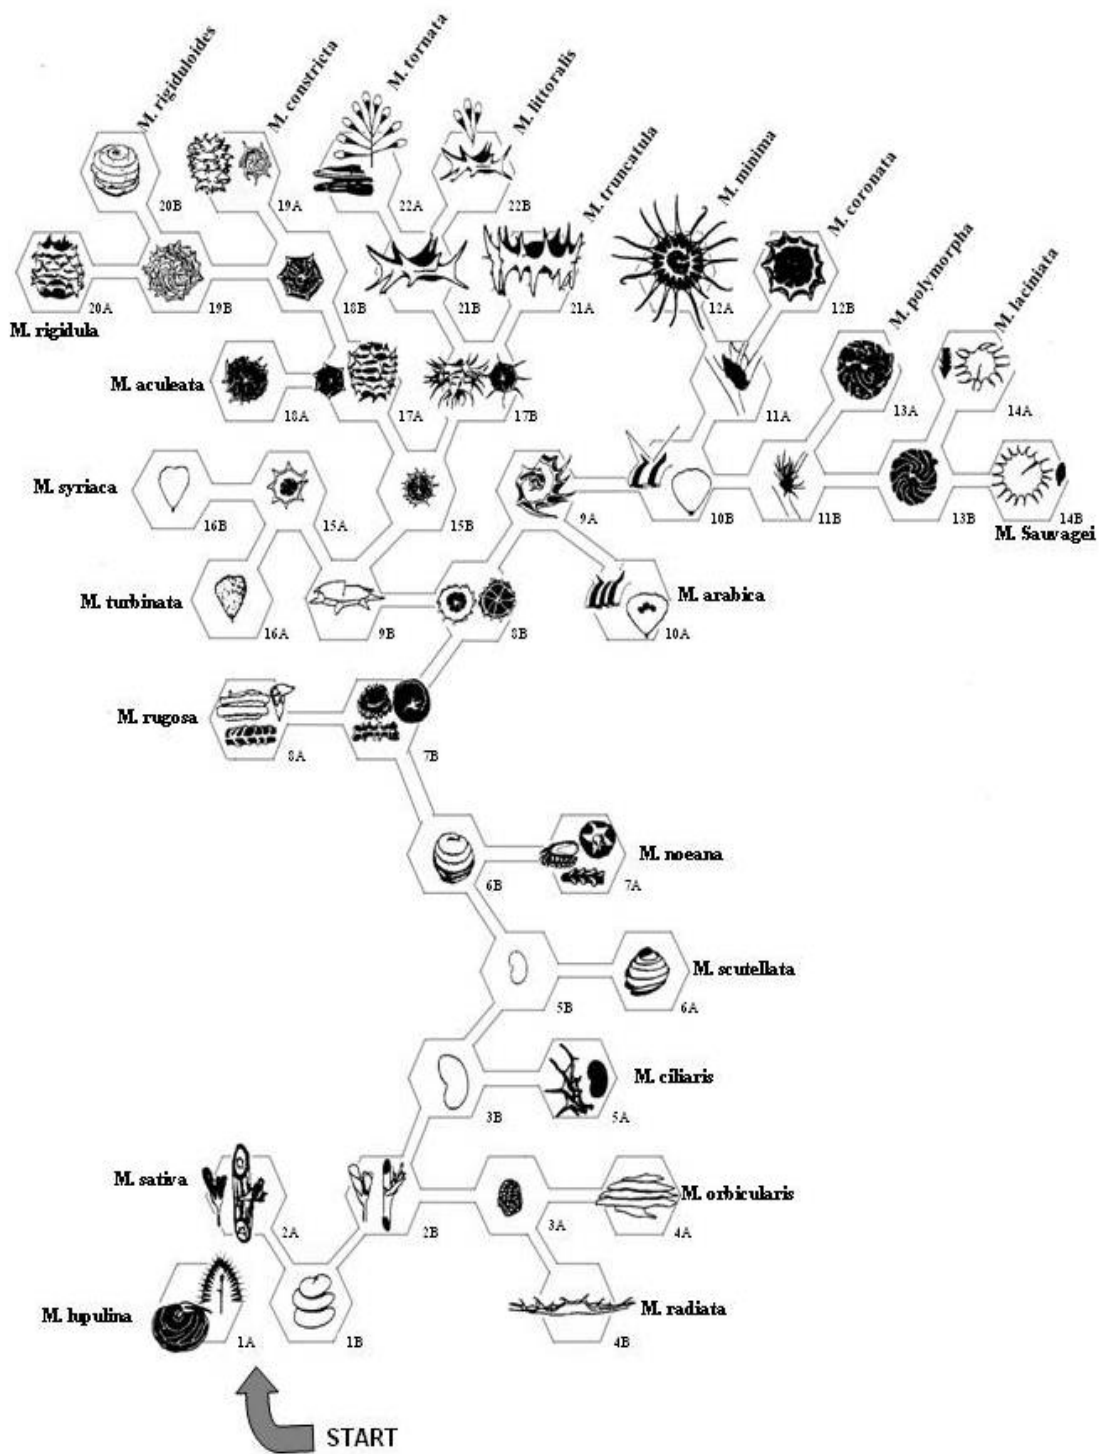 M. rigiduloides
M. constricta
M. tornata
M. littoralis
M. truncatula
M. minima
M. coronata
M. polymorpha
M. laciniata
20B
19A
22A
22B
20A
19B
18B
21B
21A
12A
12B
M. rigidula
M. aculeata
18A
17A
17B
11A
13A
14A
M. syriaca
16B
15A
15B
9A
10B
11B
13B
14B
M. Sauvagei
M. turbinata
16A
9B
8B
10A
M. arabica
M. rugosa
8A
7B
6B
7A
M. noeana
5B
6A
M. scutellata
3B
5A
M. ciliaris
M. sativa
2A
2B
3A
4A
M. orbicularis
M. lupulina
1A
1B
4B
M. radiata
START